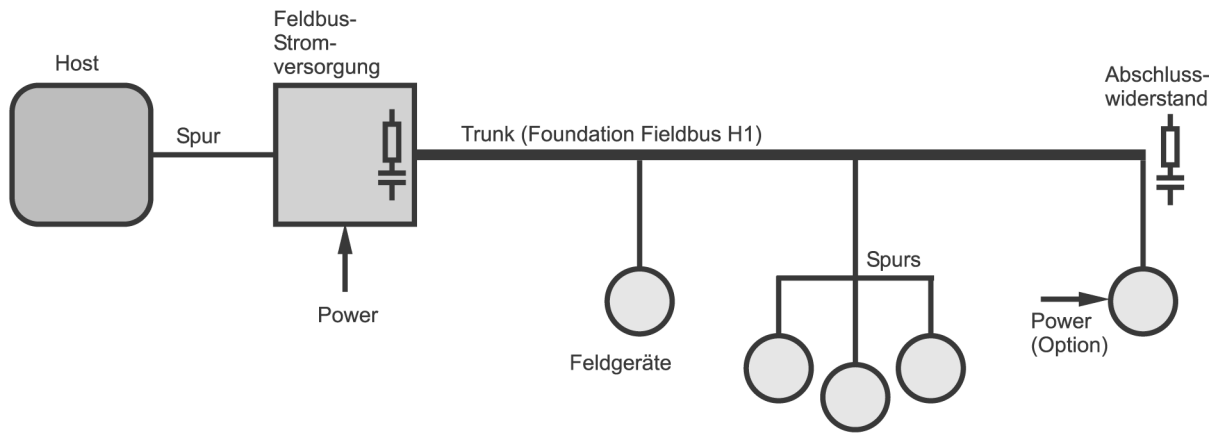 Feldbus-
Strom-
versorgung
Host
Abschluss-
widerstand
Spur
Trunk (Foundation Fieldbus H1)
Spurs
Power
Power
(Option)
Feldgeräte